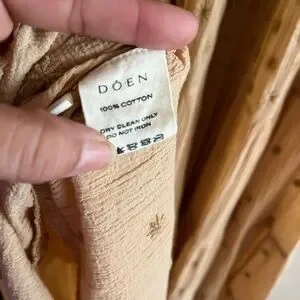 DÔEN
100% COTTON
DRY CLEAN ONLY
DO NOT IRON